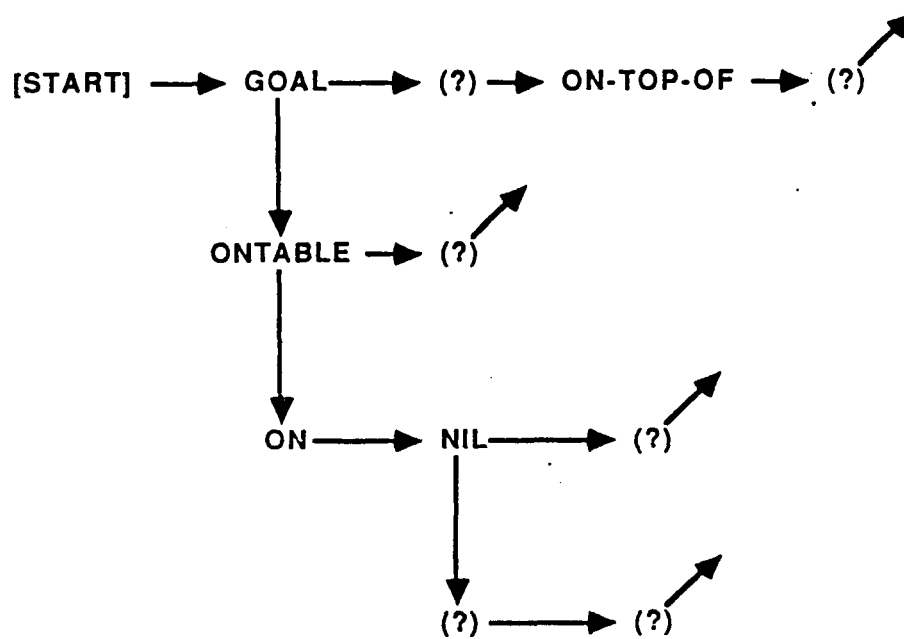 [START] GOAL (?) ON-TOP-OF (?)
ONTABLE (?)
ON NIL (?)
(?) (?)